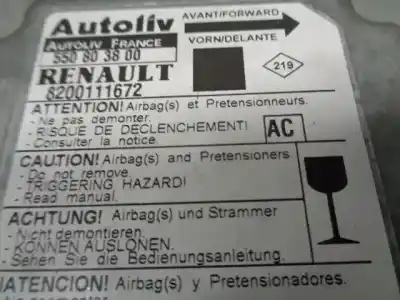 Autoliv
AUTOLIV FRANCE
550 80 38 00
RENAULT
8200111672
AVANT/FORWARD
VORN/DELANTE
219
ATTENTION! Airbag(s) et Pretensionneurs.
- Ne pas demonter.
- RISQUE DE DECLENCHEMENT!
- Consulter la notice.
AC
CAUTION! Airbag(s) and Pretensioners
- Do not remove.
- TRIGGERING HAZARD!
- Read manual.
ACHTUNG! Airbag(s) und Strammer
- Nicht demontieren.
- KONNEN AUSLONEN.
- Sehen Sie die Bedienungsanleitung.
¡ATENCION! Airbag(s) y Pretensionadores.